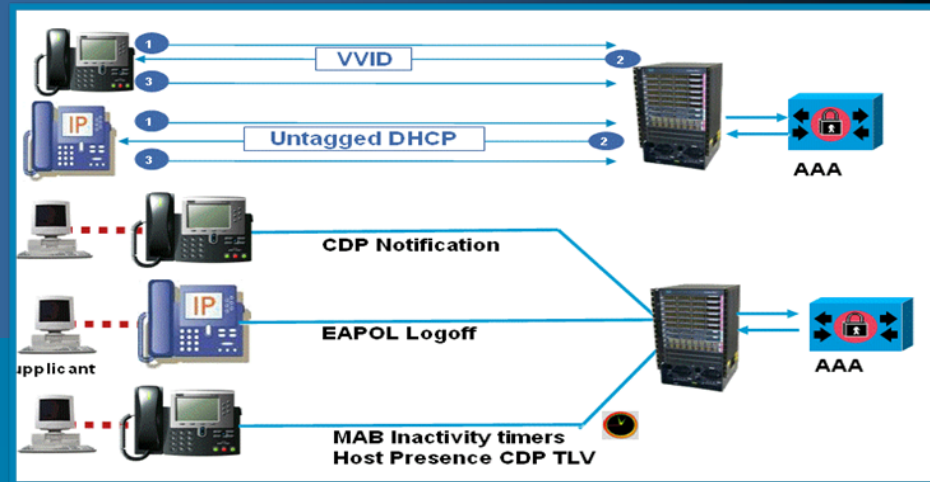 1
VVID
2
3
IP
1
Untagged DHCP
2
3
AAA
CDP Notification
IP
EAPOL Logoff
upplicant
AAA
MAB Inactivity timers
Host Presence CDP TLV